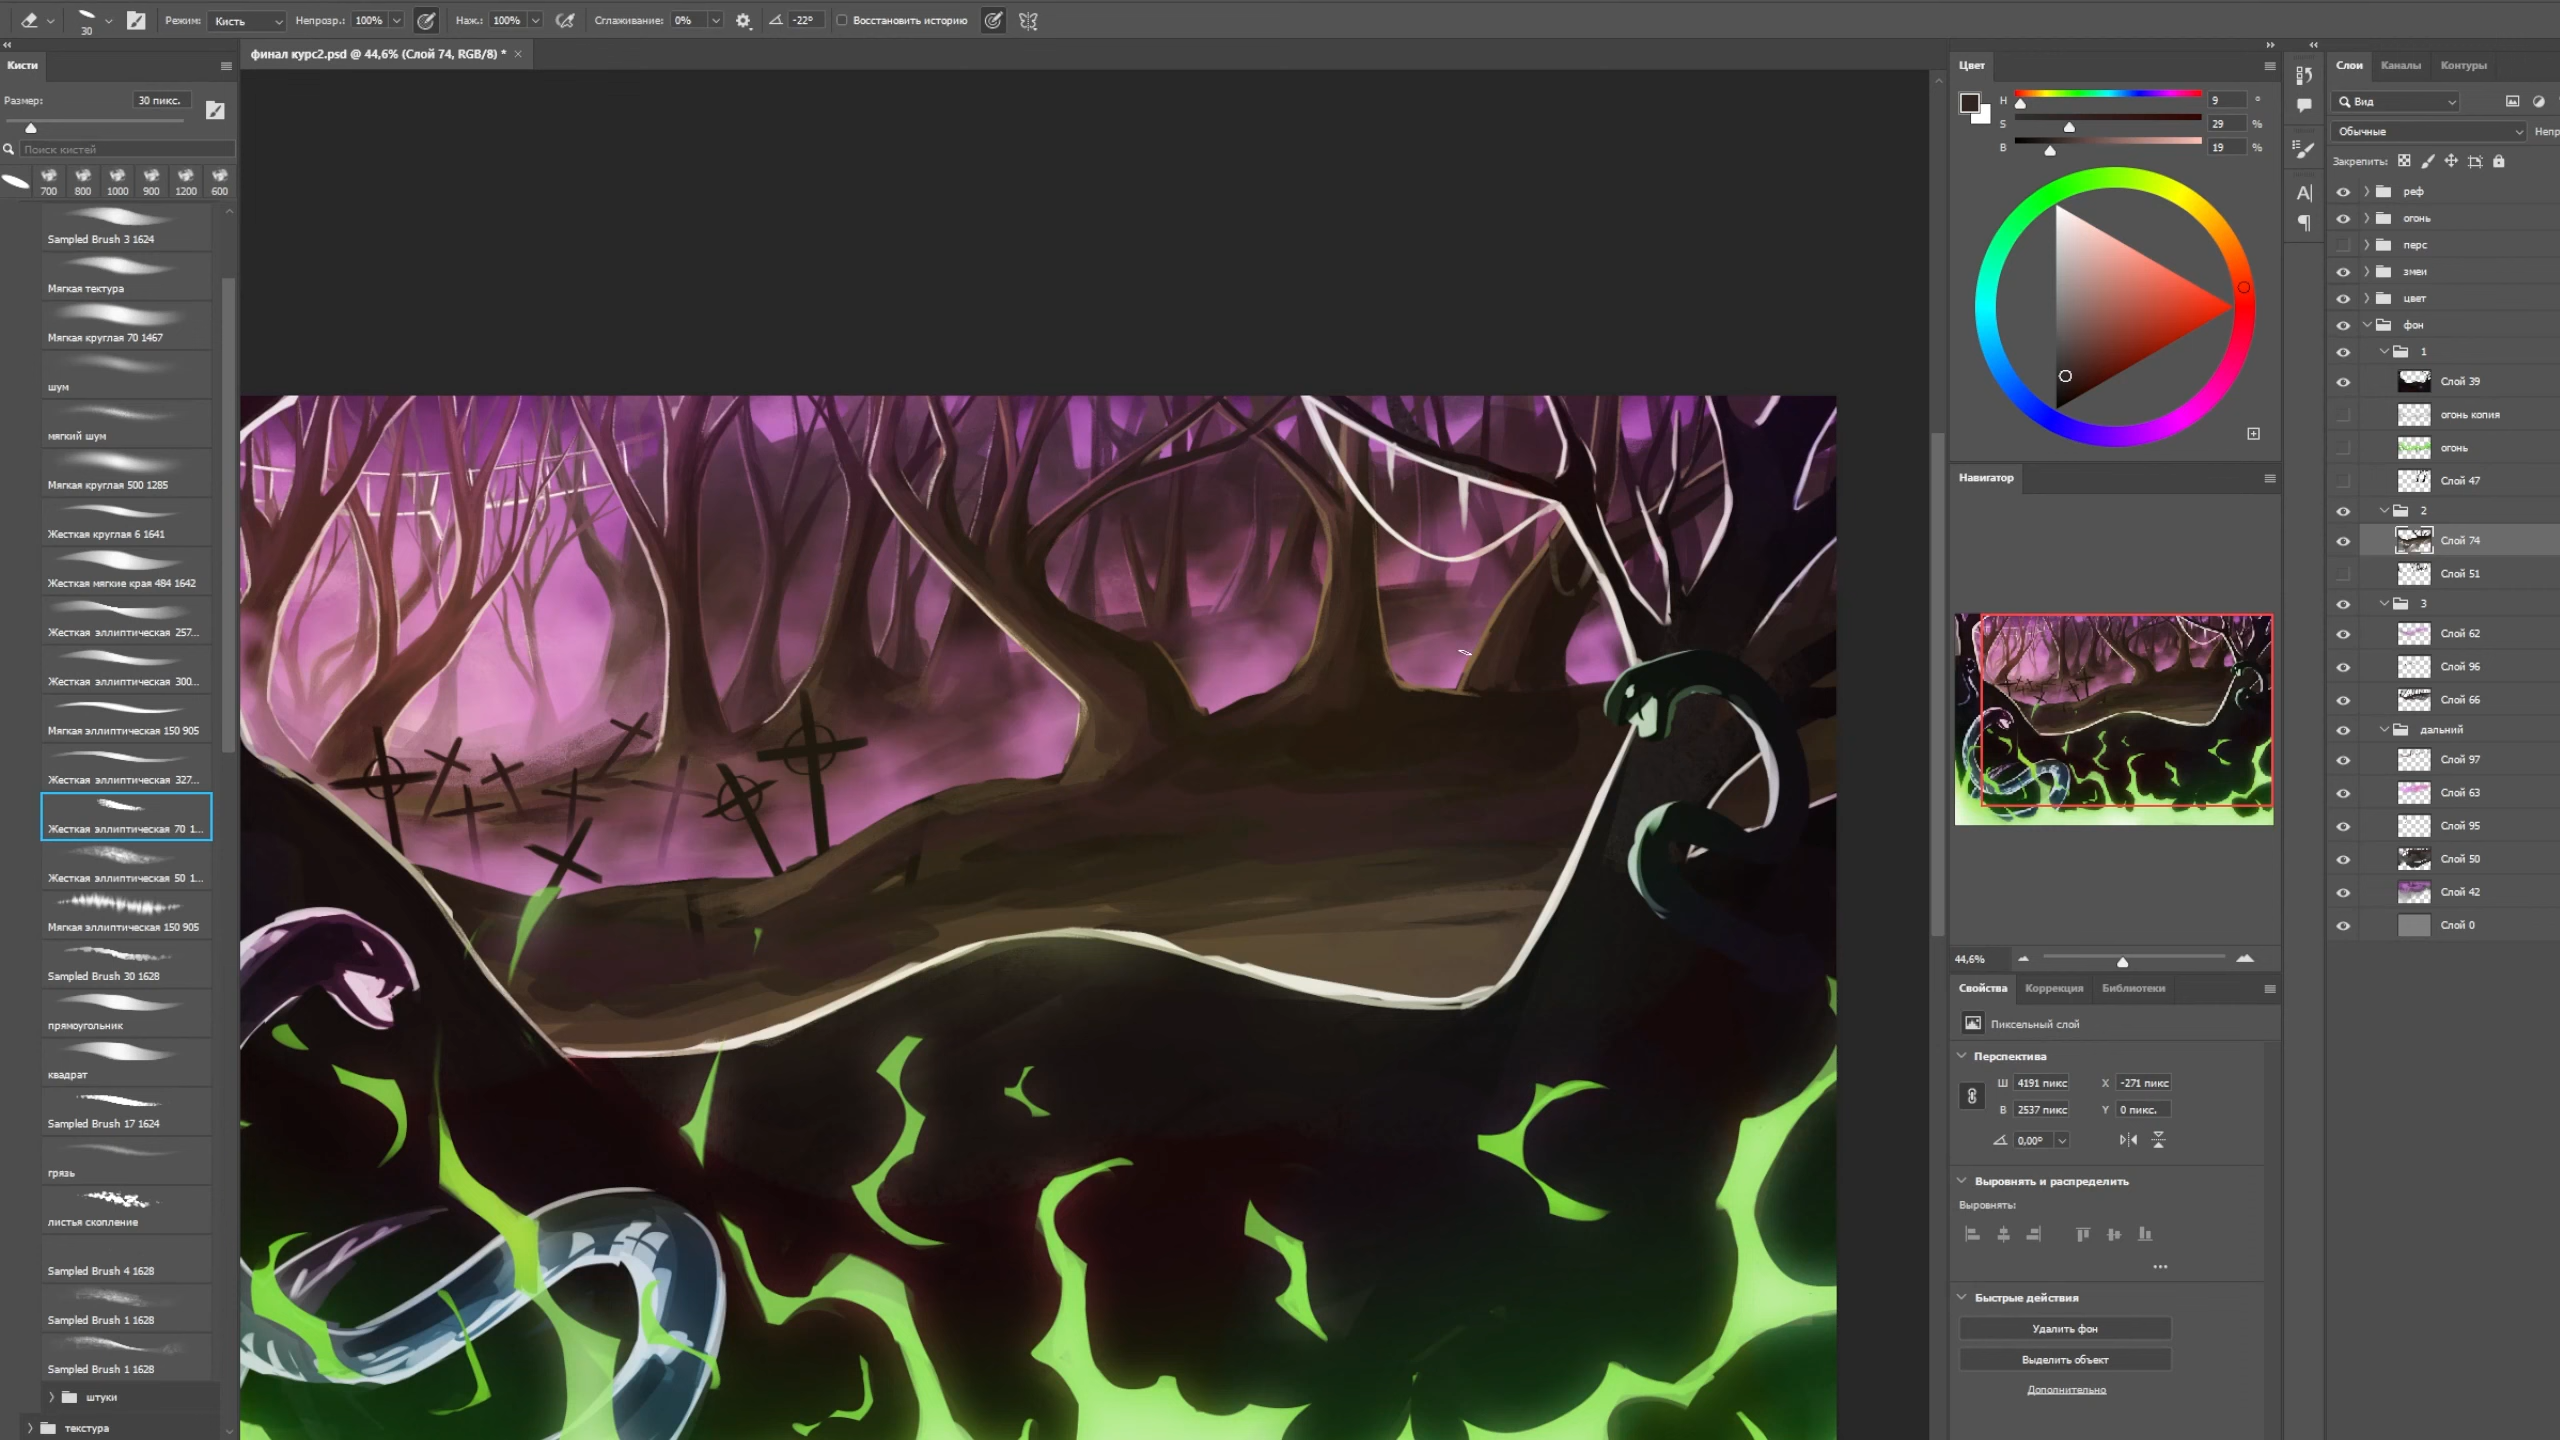 Режим: Кисть Непрозр.: 100% Наж.: 100% Сглаживание: 0% -22° Восстановить историю
30
финал курс2.psd @ 44,6% (Слой 74, RGB/8) *
Кисти
Размер: 30 пикс.
Поиск кистей
700 800 1000 900 1200 600
Sampled Brush 3 1624
Мягкая тектура
Мягкая круглая 70 1467
шум
мягкий шум
Мягкая круглая 500 1285
Жесткая круглая 6 1641
Жесткая мягкие края 484 1642
Жесткая эллиптическая 257...
Жесткая эллиптическая 300...
Мягкая эллиптическая 150 905
Жесткая эллиптическая 327...
Жесткая эллиптическая 70 1...
Жесткая эллиптическая 50 1...
Мягкая эллиптическая 150 905
Sampled Brush 30 1628
прямоугольник
квадрат
Sampled Brush 17 1624
грязь
листья скопление
Sampled Brush 4 1628
Sampled Brush 1 1628
Sampled Brush 1 1628
штуки
текстура
Цвет
H 9 °
S 29 %
B 19 %
Навигатор
44,6%
Свойства Коррекция Библиотеки
Пиксельный слой
Перспектива
Ш 4191 пикс X -271 пикс
В 2537 пикс Y 0 пикс.
0,00°
Выровнять и распределить
Выровнять:
Быстрые действия
Удалить фон
Выделить объект
Дополнительно
Слои Каналы Контуры
Вид
Обычные Непр
Закрепить:
реф
огонь
перс
змеи
цвет
фон
1
Слой 39
огонь копия
огонь
Слой 47
2
Слой 74
Слой 51
3
Слой 62
Слой 96
Слой 66
дальний
Слой 97
Слой 63
Слой 95
Слой 50
Слой 42
Слой 0